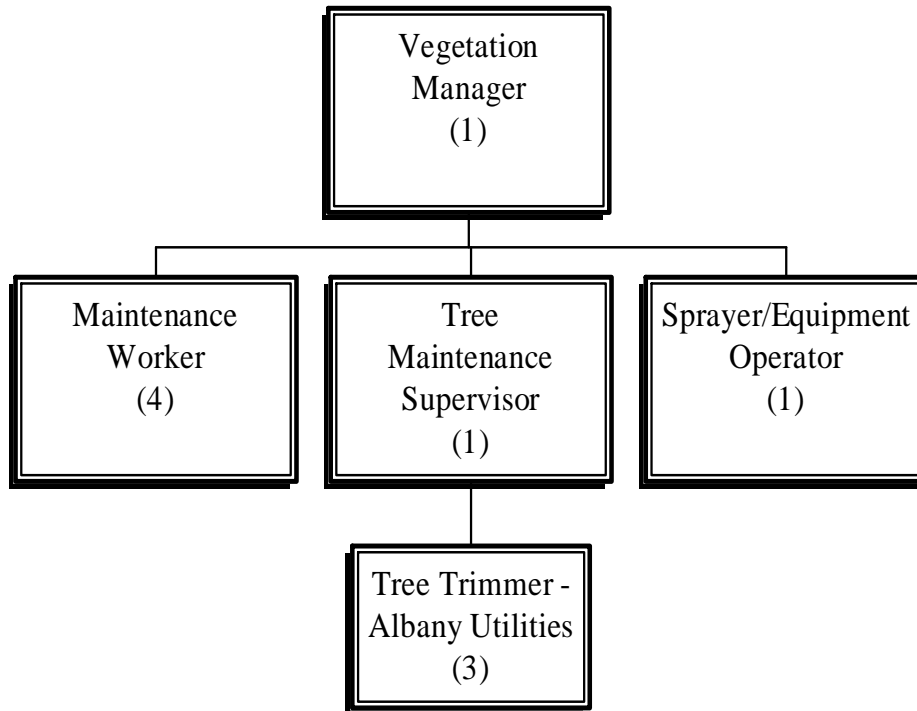 Vegetation
Manager
(1)
Maintenance
Worker
(4)
Tree
Maintenance
Supervisor
(1)
Sprayer/Equipment
Operator
(1)
Tree Trimmer -
Albany Utilities
(3)